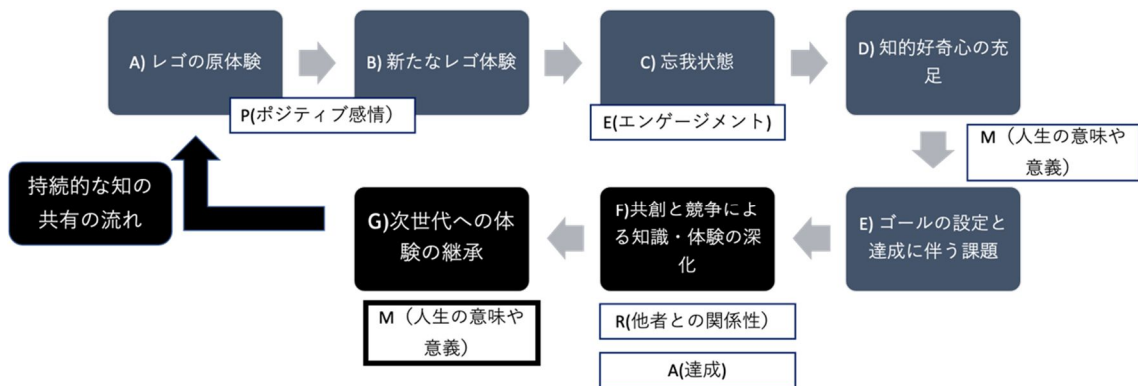 A) レゴの原体験
B) 新たなレゴ体験
C) 忘我状態
D) 知的好奇心の充
足
P(ポジティブ感情）
E(エンゲージメント)
M（人生の意味や
意義）
持続的な知の
共有の流れ
G)次世代への体
験の継承
F)共創と競争によ
る知識・体験の深
化
E) ゴールの設定と
達成に伴う課題
M（人生の意味や
意義）
R(他者との関係性）
A(達成)